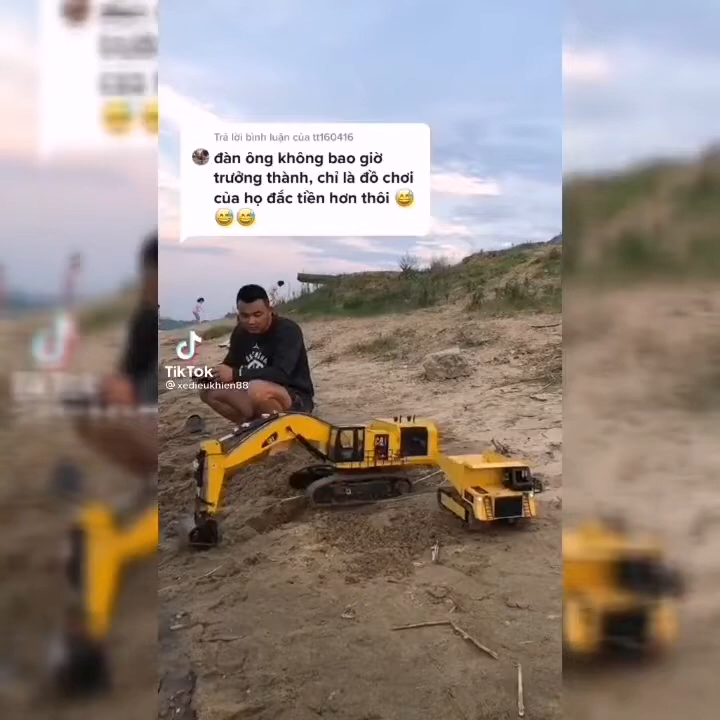 Trả lời bình luận của tt160416
đàn ông không bao giờ
trưởng thành, chỉ là đồ chơi
của họ đắc tiền hơn thôi 😅
😅😅
TikTok
@xedieukhien88